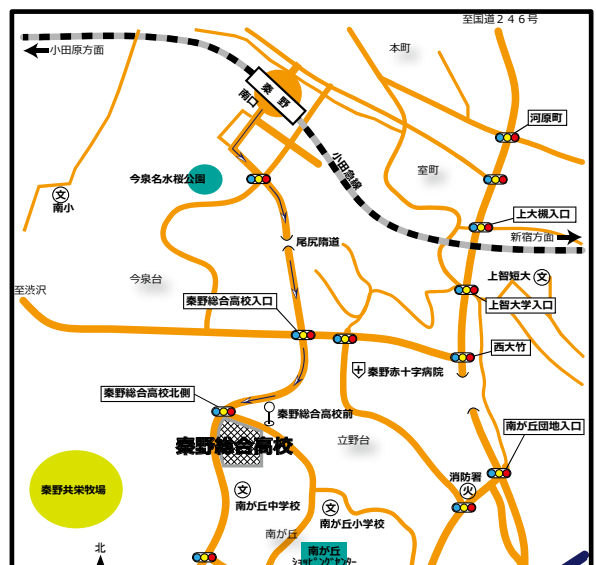 至国道２４６号
小田原方面
本町
秦野
南口
河原町
小田急線
室町
今泉名水桜公園
文
南小
上大槻入口
新宿方面
尾尻隋道
上智短大
文
今泉台
至渋沢
秦野総合高校入口
上智大学入口
西大竹
秦野赤十字病院
秦野総合高校北側
秦野総合高校前
南が丘団地入口
秦野総合高校
立野台
消防署
火
秦野共栄牧場
文
南が丘中学校
文
南が丘小学校
南が丘
北
南が丘
ショッピングセンター